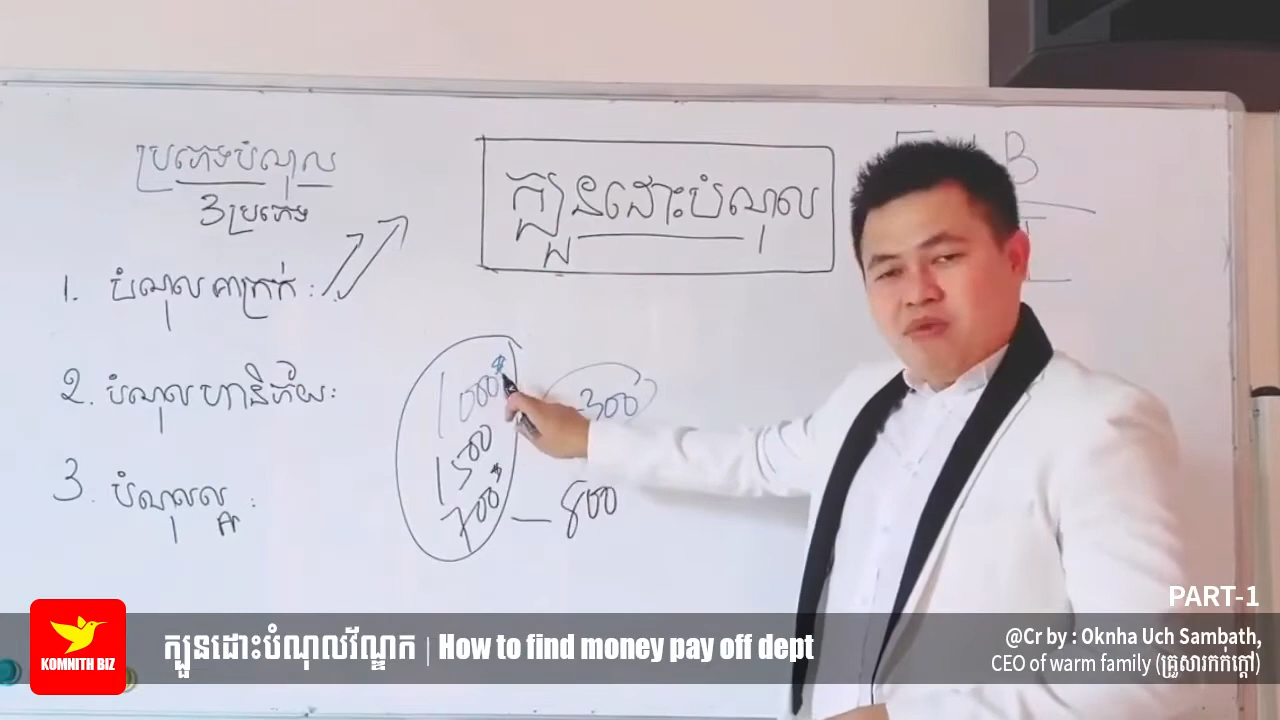 ប្រភេទបំណុល
3ប្រភេទ
1. បំណុលអាក្រក់ :
2. បំណុលហានិភ័យ:
3. បំណុលល្អ :
ក្បួនដោះបំណុល
B
1000$
1500
700$ — 800
300
PART-1
KOMNITH BIZ
ក្បួនដោះបំណុលវ័ណ្ឌក | How to find money pay off dept
@Cr by : Oknha Uch Sambath,
CEO of warm family (គ្រួសារកក់ក្តៅ)